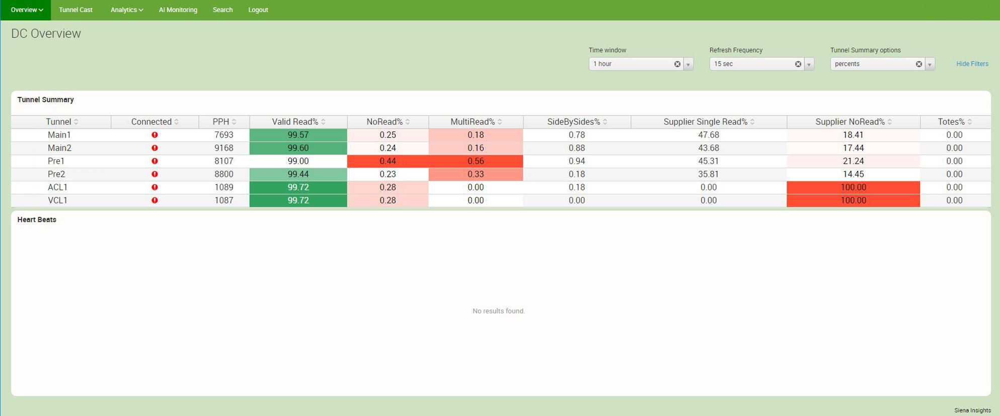 Overview Tunnel Cast Analytics AI Monitoring Search Logout
DC Overview
Time window Refresh Frequency Tunnel Summary options
1 hour 15 sec percents Hide Filters
Tunnel Summary
Tunnel Connected PPH Valid Read% NoRead% MultiRead% SideBySides% Supplier Single Read% Supplier NoRead% Totes%
Main1 7693 99.57 0.25 0.18 0.78 47.68 18.41 0.00
Main2 9168 99.60 0.24 0.16 0.88 43.68 17.44 0.00
Pre1 8107 99.00 0.44 0.56 0.94 45.31 21.24 0.00
Pre2 8800 99.44 0.23 0.33 0.18 35.81 14.45 0.00
ACL1 1089 99.72 0.28 0.00 0.18 0.00 100.00 0.00
VCL1 1087 99.72 0.28 0.00 0.00 0.00 100.00 0.00
Heart Beats
No results found.
Siena Insights